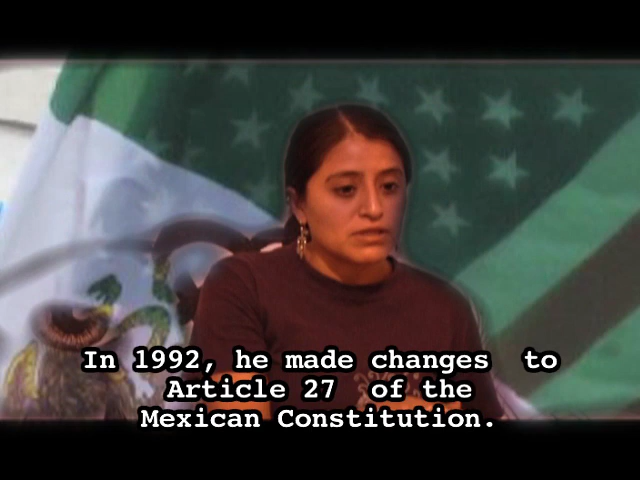 In 1992, he made changes  to
Article 27  of the
Mexican Constitution.